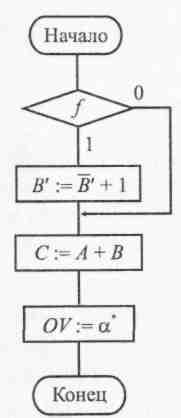 Начало
f
0
1
B' := B̅' + 1
C := A + B
OV := α*
Конец